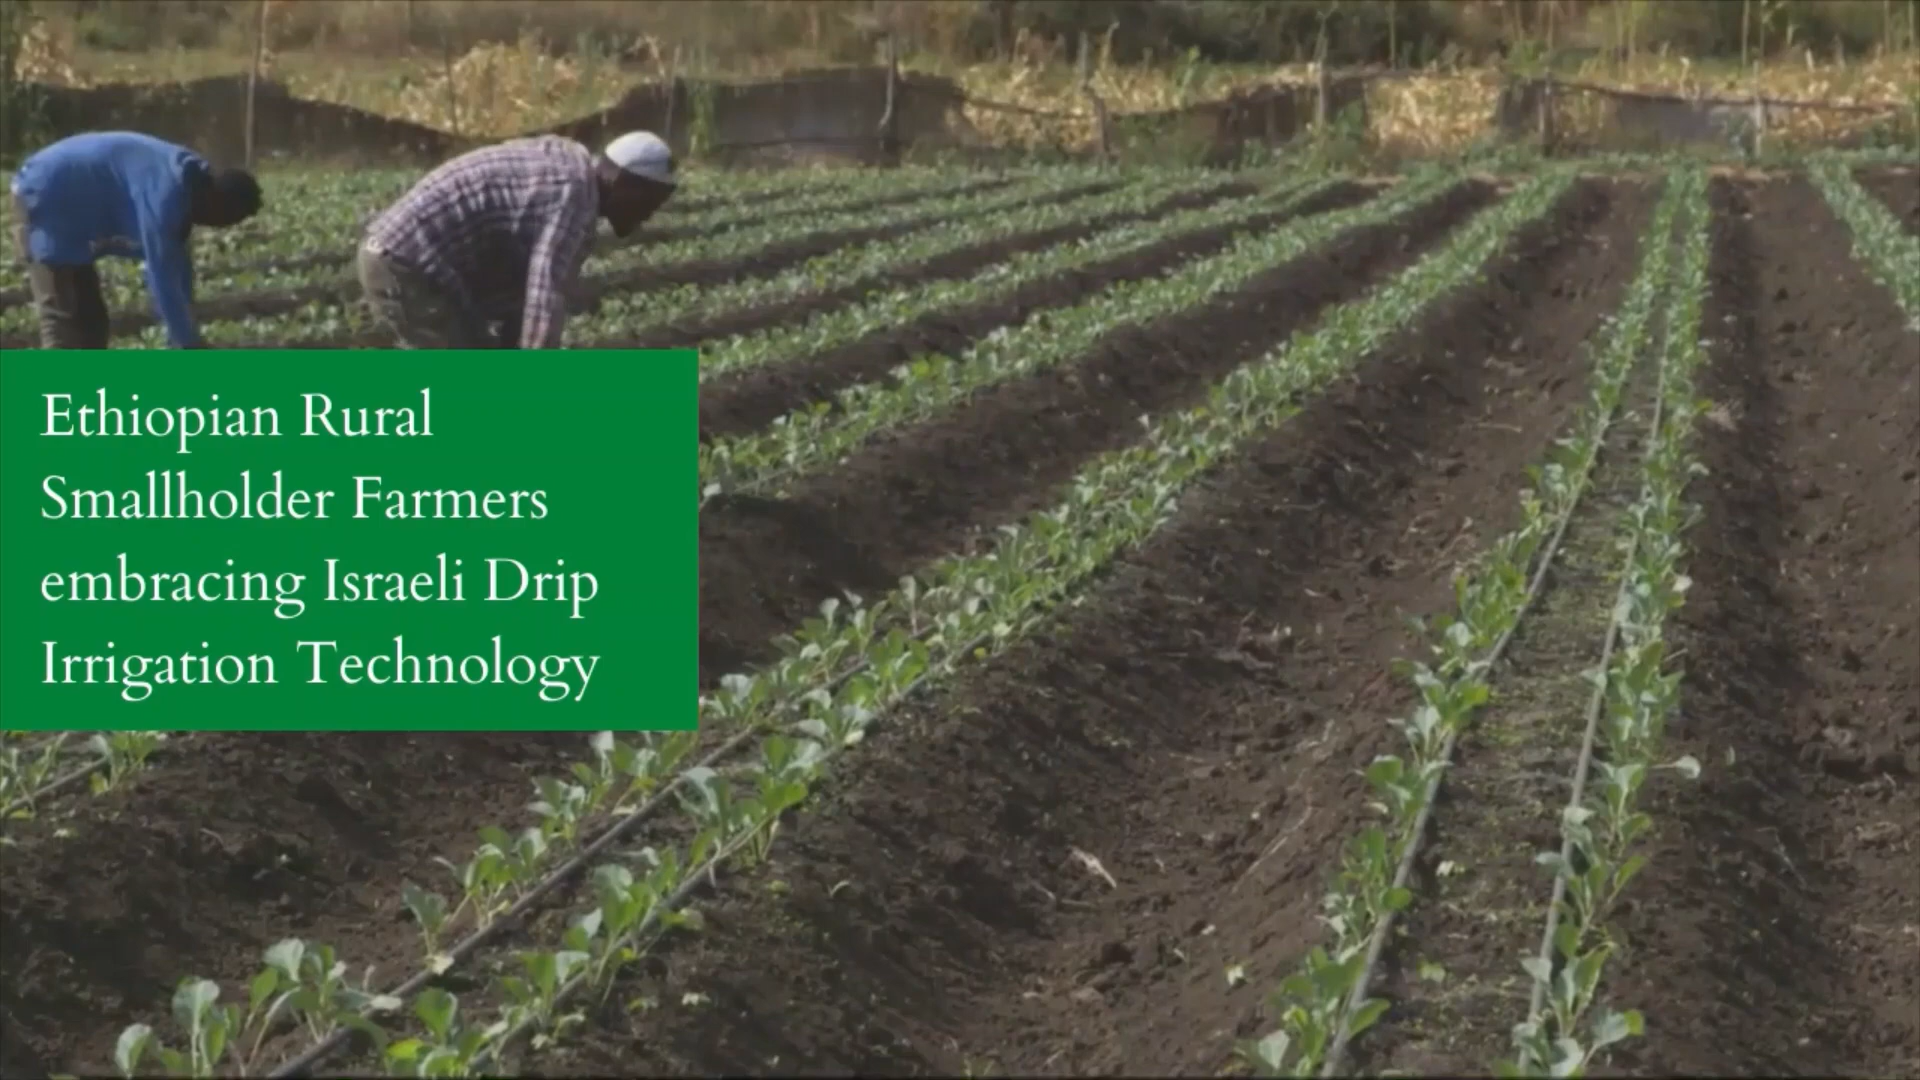 Ethiopian Rural
Smallholder Farmers
embracing Israeli Drip
Irrigation Technology